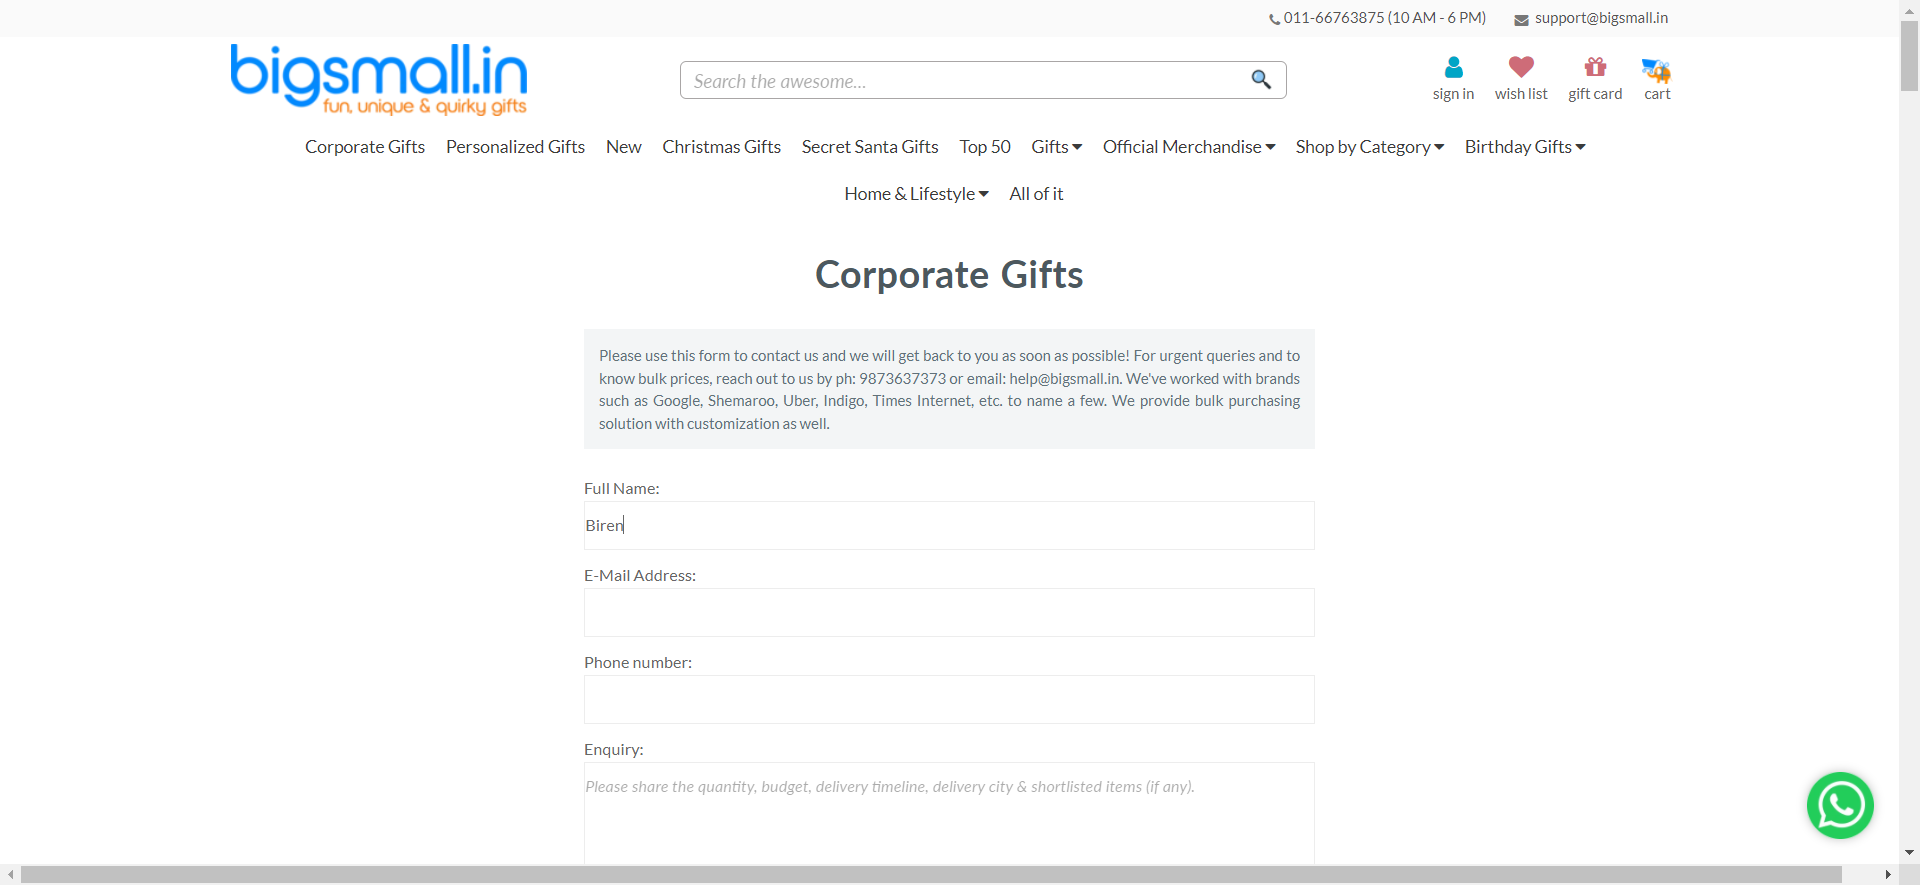 011-66763875 (10 AM - 6 PM) support@bigsmall.in
bigsmall.in
fun, unique & quirky gifts
Search the awesome...
sign in wish list gift card cart
Corporate Gifts Personalized Gifts New Christmas Gifts Secret Santa Gifts Top 50 Gifts Official Merchandise Shop by Category Birthday Gifts
Home & Lifestyle All of it
Corporate Gifts
Please use this form to contact us and we will get back to you as soon as possible! For urgent queries and to
know bulk prices, reach out to us by ph: 9873637373 or email: help@bigsmall.in. We've worked with brands
such as Google, Shemaroo, Uber, Indigo, Times Internet, etc. to name a few. We provide bulk purchasing
solution with customization as well.
Full Name:
Biren
E-Mail Address:
Phone number:
Enquiry:
Please share the quantity, budget, delivery timeline, delivery city & shortlisted items (if any).